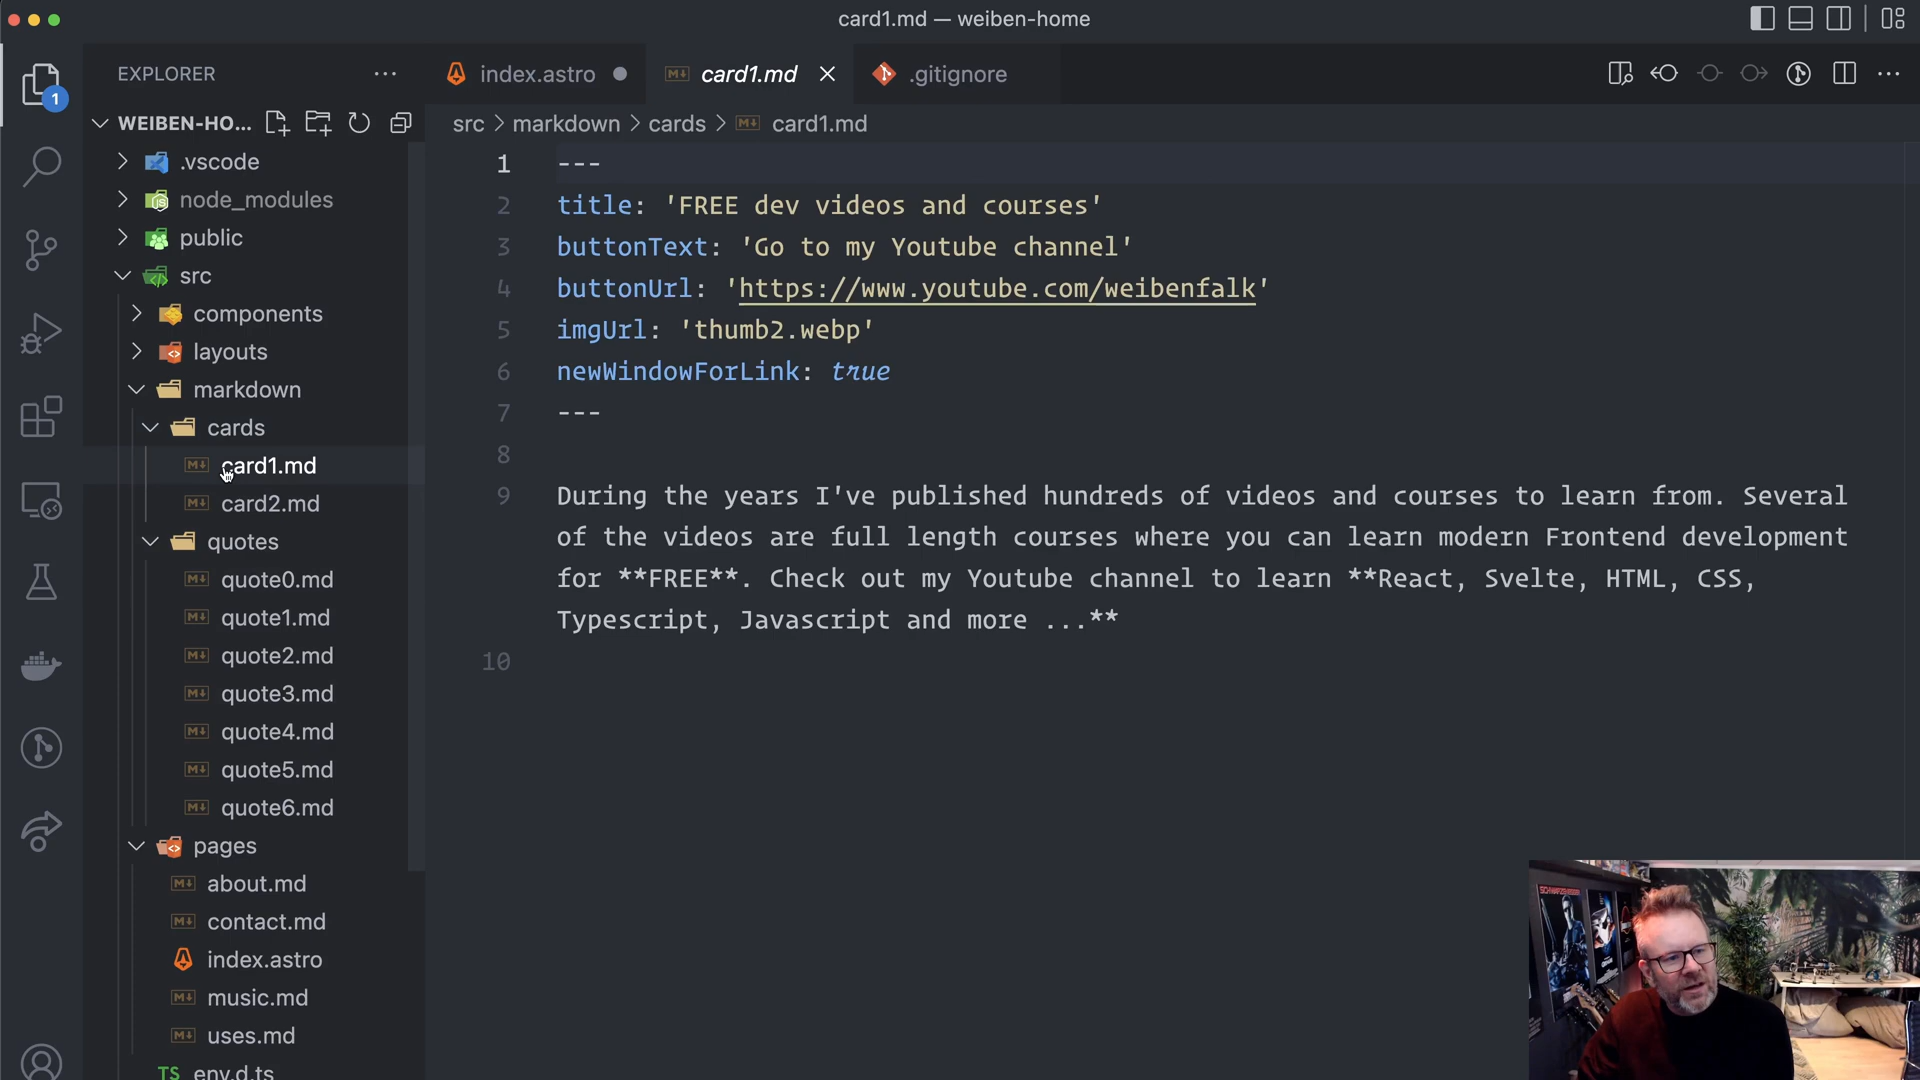 card1.md — weiben-home
EXPLORER
index.astro
card1.md
.gitignore
1
WEIBEN-HO...
src > markdown > cards > card1.md
.vscode
node_modules
public
src
components
layouts
markdown
cards
card1.md
card2.md
quotes
quote0.md
quote1.md
quote2.md
quote3.md
quote4.md
quote5.md
quote6.md
pages
about.md
contact.md
index.astro
music.md
uses.md
TS env.d.ts
1 ---
2 title: 'FREE dev videos and courses'
3 buttonText: 'Go to my Youtube channel'
4 buttonUrl: 'https://www.youtube.com/weibenfalk'
5 imgUrl: 'thumb2.webp'
6 newWindowForLink: true
7 ---
8
9 During the years I've published hundreds of videos and courses to learn from. Several
of the videos are full length courses where you can learn modern Frontend development
for **FREE**. Check out my Youtube channel to learn **React, Svelte, HTML, CSS,
Typescript, Javascript and more ...**
10